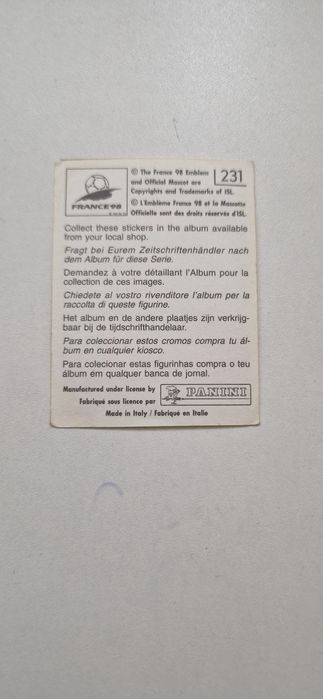 © The France 98 Emblem
and Official Mascot are
Copyrights and Trademarks of ISL.
231
© L'Emblème France 98 et la Mascotte
Officielle sont des droits réservés d'ISL.
FRANCE98
Collect these stickers in the album available
from your local shop.
Fragt bei Eurem Zeitschriftenhändler nach
dem Album für diese Serie.
Demandez à votre détaillant l'Album pour la
collection de ces images.
Chiedete al vostro rivenditore l'album per la
raccolta di queste figurine.
Het album en de andere plaatjes zijn verkrijg-
baar bij de tijdschrifthandelaar.
Para coleccionar estos cromos compra tu ál-
bum en cualquier kiosco.
Para colecionar estas figurinhas compra o teu
álbum em qualquer banca de jornal.
Manufactured under license by
Fabriqué sous licence par
PANINI
Made in Italy / Fabriqué en Italie